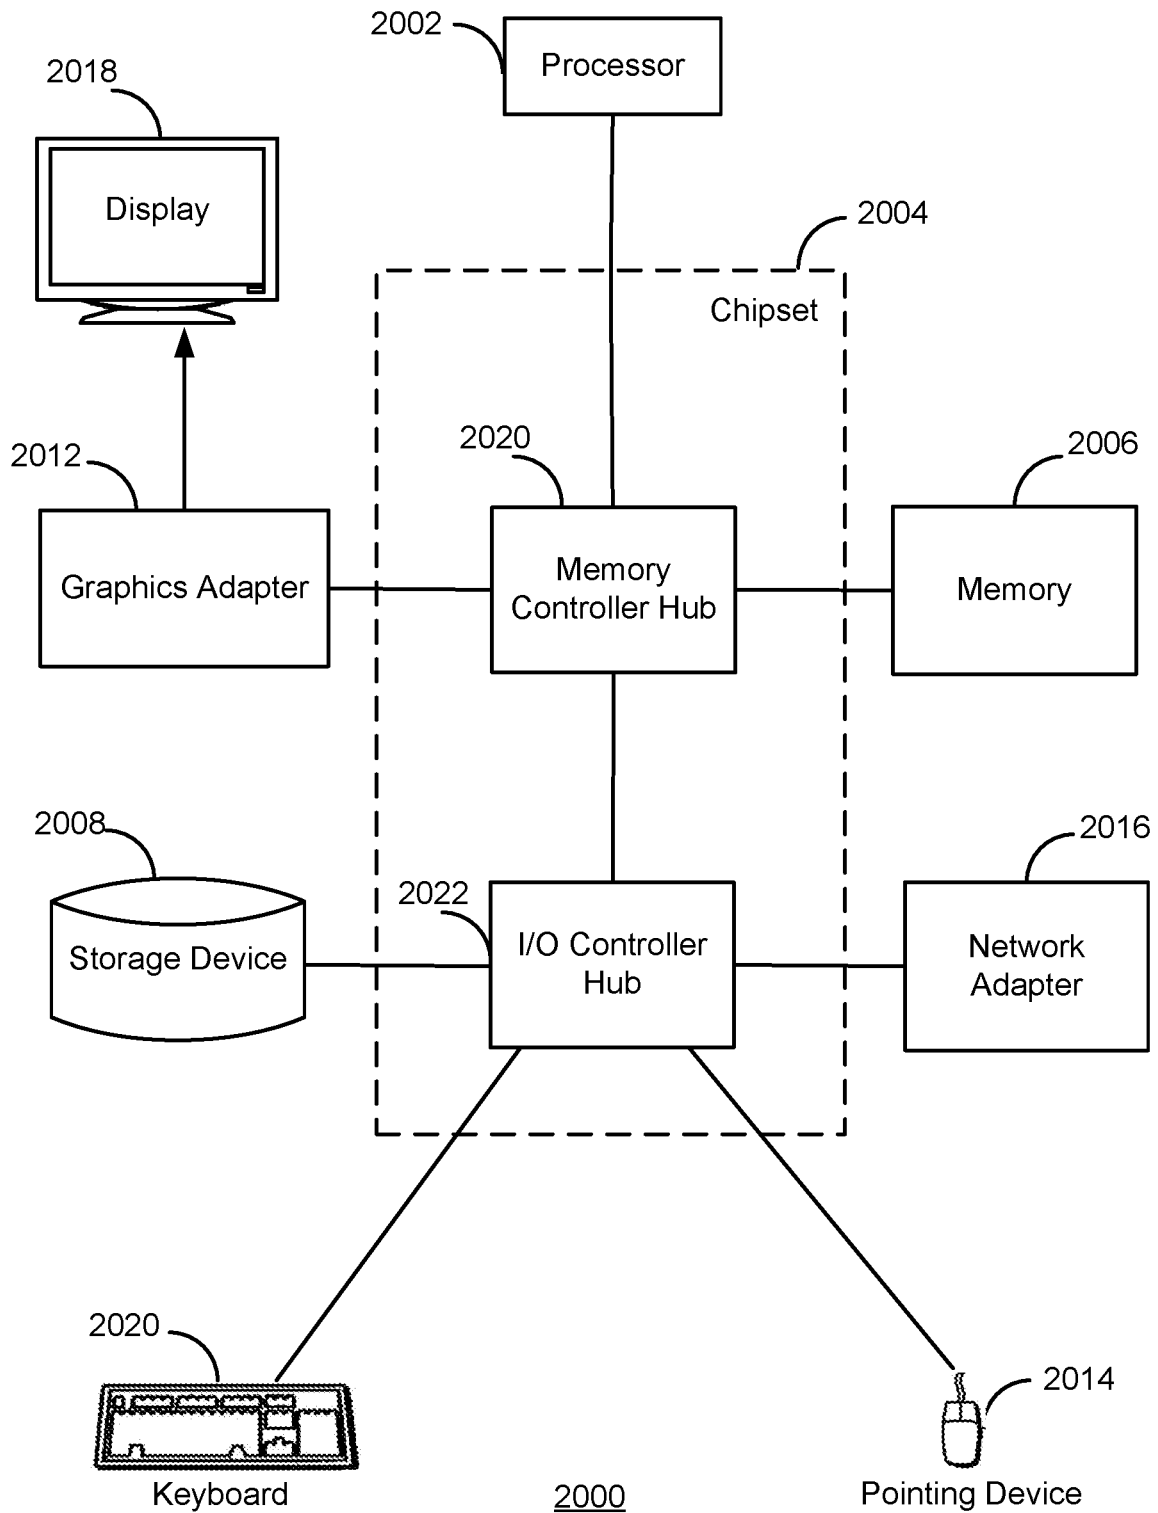 2002
Processor
2018
Display
2004
Chipset
2020
2012
2006
Memory
Controller Hub
Graphics Adapter
Memory
2008
2016
2022
Storage Device
I/O Controller
Hub
Network
Adapter
2020
2014
Keyboard
2000
Pointing Device